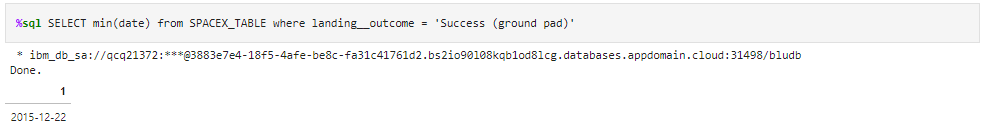 %sql SELECT min(date) from SPACEX_TABLE where landing__outcome = 'Success (ground pad)'
* ibm_db_sa://qcq21372:***@3883e7e4-18f5-4afe-be8c-fa31c41761d2.bs2io90l08kqb1od8lcg.databases.appdomain.cloud:31498/bludb
Done.
1
2015-12-22